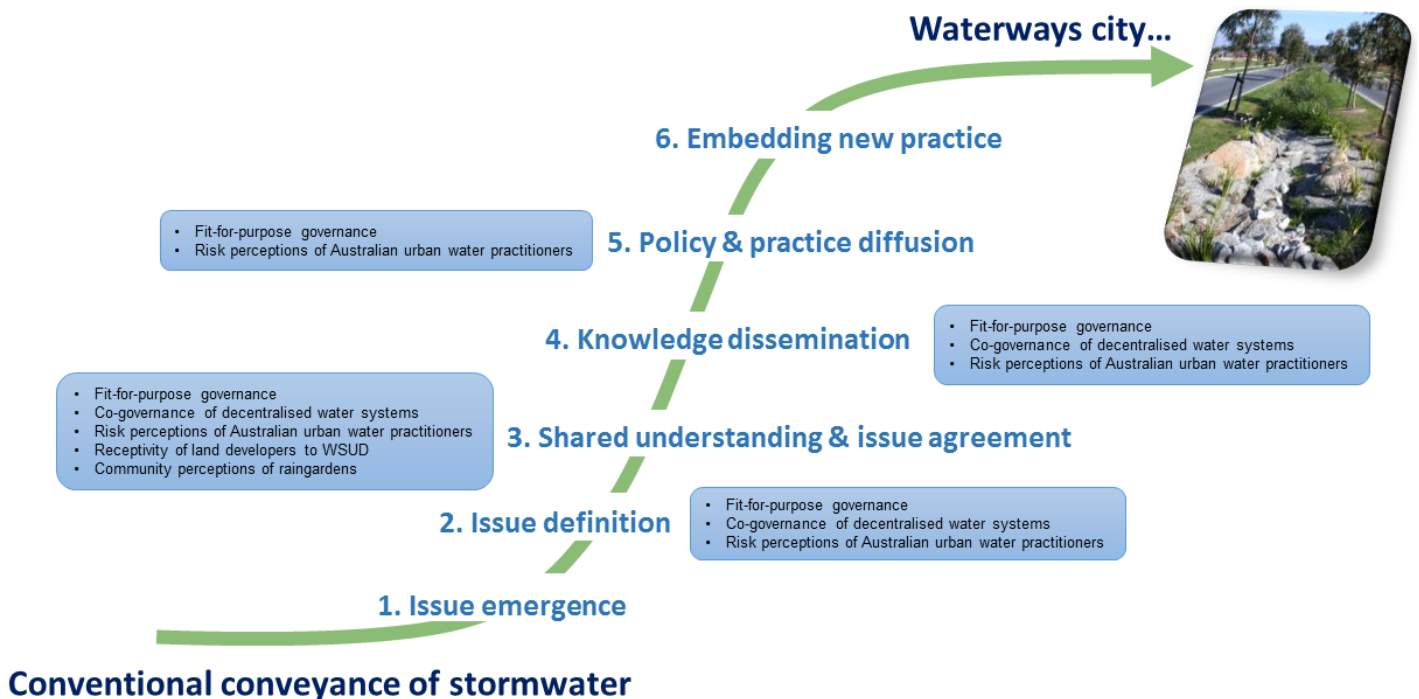 Waterways city...
6. Embedding new practice
• Fit-for-purpose governance
• Risk perceptions of Australian urban water practitioners
5. Policy & practice diffusion
4. Knowledge dissemination
• Fit-for-purpose governance
• Co-governance of decentralised water systems
• Risk perceptions of Australian urban water practitioners
• Fit-for-purpose governance
• Co-governance of decentralised water systems
• Risk perceptions of Australian urban water practitioners
• Receptivity of land developers to WSUD
• Community perceptions of raingardens
3. Shared understanding & issue agreement
2. Issue definition
• Fit-for-purpose governance
• Co-governance of decentralised water systems
• Risk perceptions of Australian urban water practitioners
1. Issue emergence
Conventional conveyance of stormwater